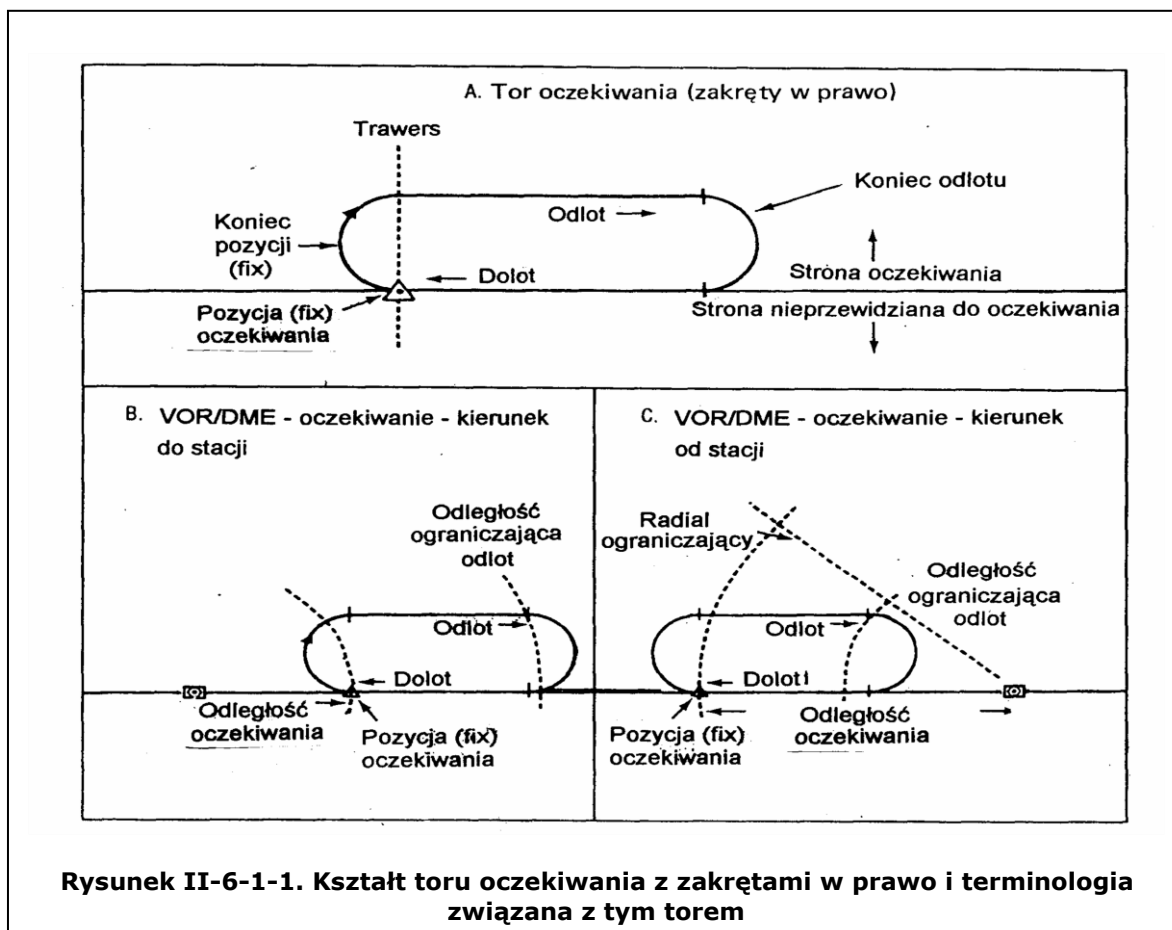 A. Tor oczekiwania (zakręty w prawo)
Trawers
Koniec odlotu
Odlot
Koniec
pozycji
(fix)
Dolot
Strona oczekiwania
Pozycja (fix)
oczekiwania
Strona nieprzewidziana do oczekiwania
B. VOR/DME - oczekiwanie - kierunek
do stacji
Odległość
ograniczająca
odlot
Odlot
Dolot
Odległość
oczekiwania
Pozycja (fix)
oczekiwania
C. VOR/DME - oczekiwanie - kierunek
od stacji
Radial
ograniczający
Odległość
ograniczająca
odlot
Odlot
Dolot
Pozycja (fix)
oczekiwania
Odległość
oczekiwania
Rysunek II-6-1-1. Kształt toru oczekiwania z zakrętami w prawo i terminologia
związana z tym torem